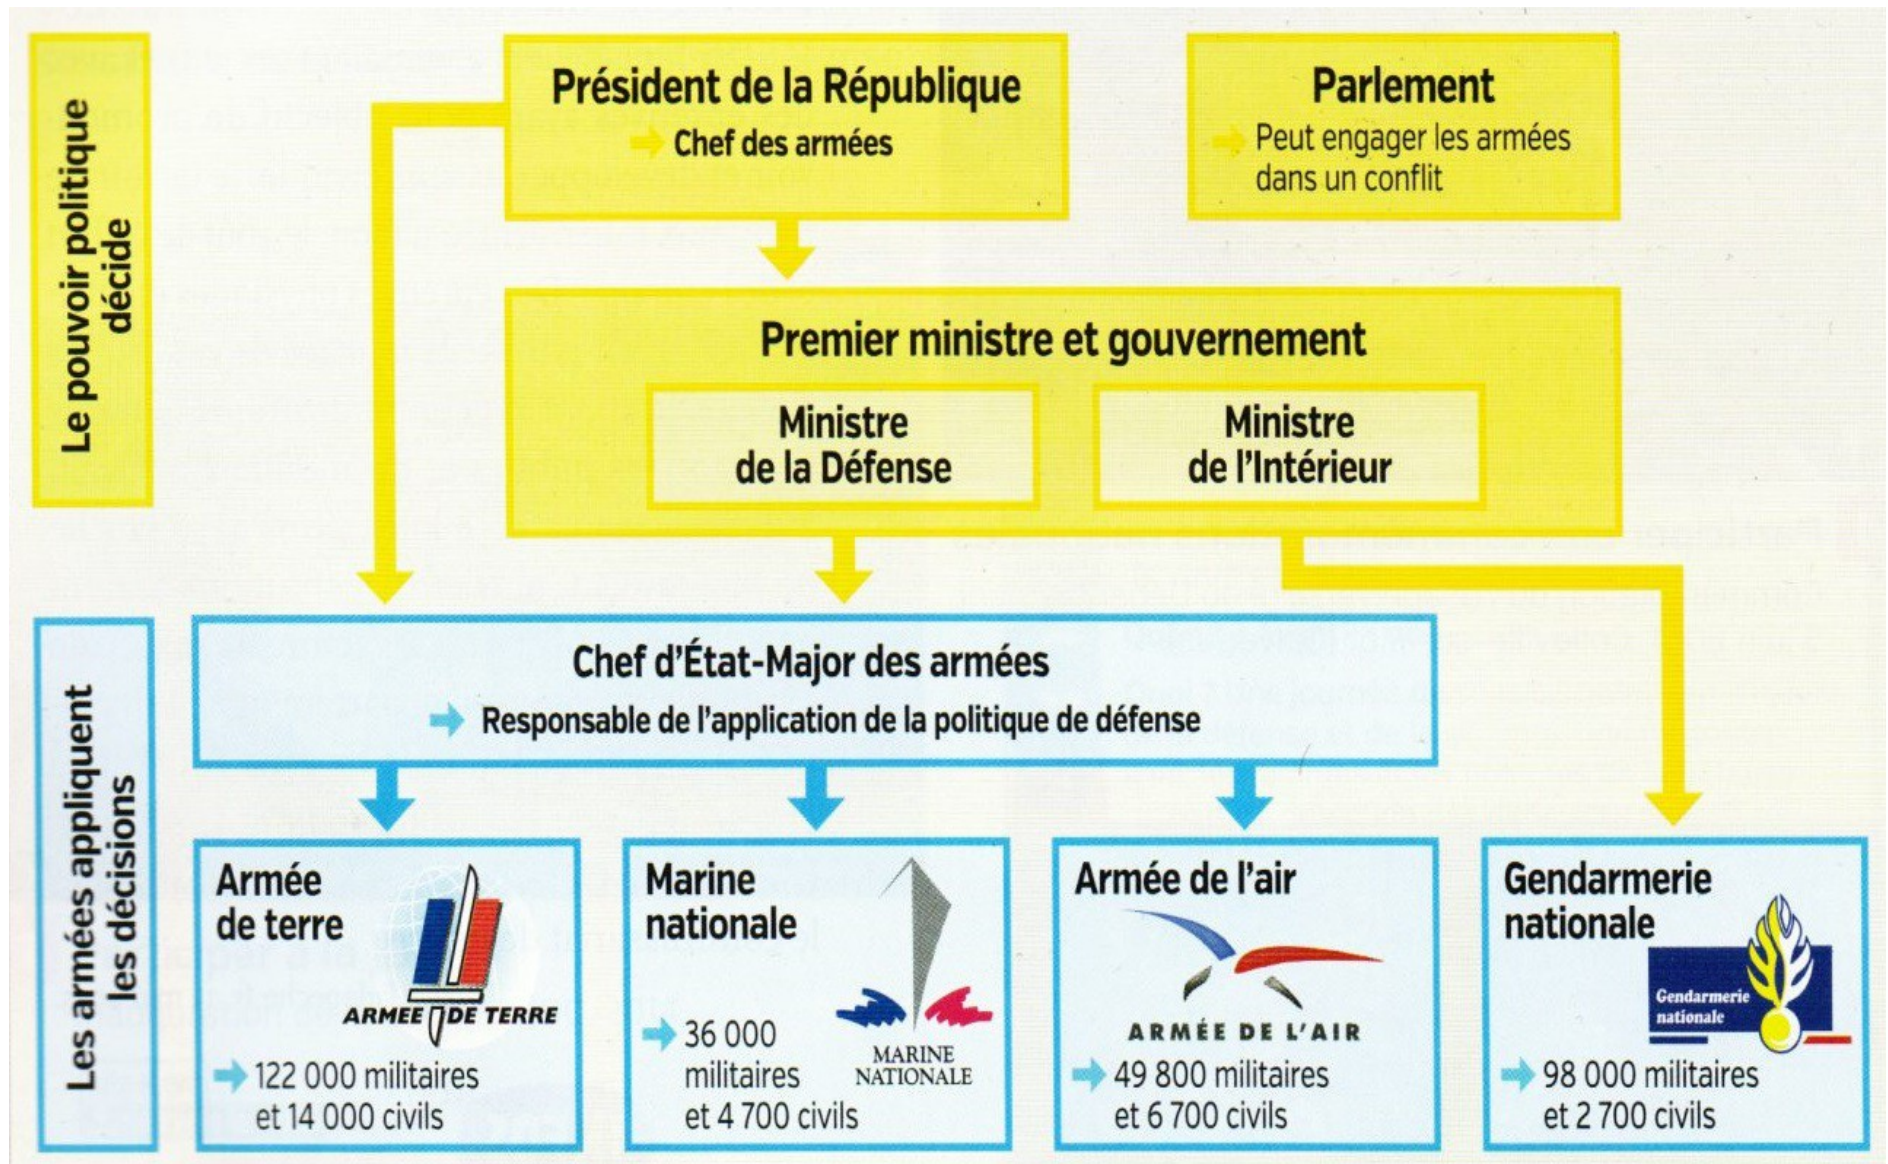 Le pouvoir politique
décide
Président de la République
Chef des armées
Parlement
Peut engager les armées
dans un conflit
Premier ministre et gouvernement
Ministre
de la Défense
Ministre
de l'Intérieur
Les armées appliquent
les décisions
Chef d'État-Major des armées
Responsable de l'application de la politique de défense
Armée
de terre
ARMEE DE TERRE
122 000 militaires
et 14 000 civils
Marine
nationale
MARINE
NATIONALE
36 000
militaires
et 4 700 civils
Armée de l'air
ARMÉE DE L'AIR
49 800 militaires
et 6 700 civils
Gendarmerie
nationale
Gendarmerie
nationale
98 000 militaires
et 2 700 civils